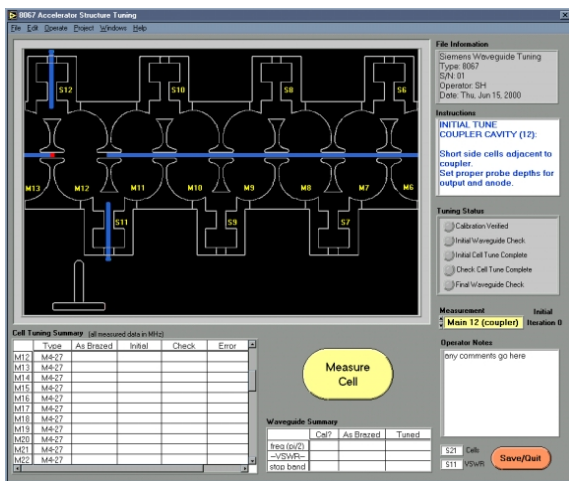 8067 Accelerator Structure Tuning
File Edit Operate Project Windows Help
S12 S10 S8 S6
M13 M12 M11 M10 M9 M8 M7 M6
S11 S9 S7
File Information
Siemens Waveguide Tuning
Type: 8067
S/N: 01
Operator: SH
Date: Thu, Jun 15, 2000
Instructions
INITIAL TUNE
COUPLER CAVITY (12):
Short side cells adjacent to
coupler.
Set proper probe depths for
output and anode.
Tuning Status
Calibration Verified
Initial Waveguide Check
Initial Cell Tune Complete
Check Cell Tune Complete
Final Waveguide Check
Measurement Initial
Main 12 (coupler) Iteration 0
Operator Notes
any comments go here
Cell Tuning Summary (all measured data in MHz)
Type As Brazed Initial Check Error
M12 M4-27
M13 M4-27
M14 M4-27
M15 M4-27
M16 M4-27
M17 M4-27
M18 M4-27
M19 M4-27
M20 M4-27
M21 M4-27
M22 M4-27
Measure
Cell
Waveguide Summary
Cal? As Brazed Tuned
freq (pi/2)
--VSWR--
stop band
S21 Cells
S11 VSWR
Save/Quit